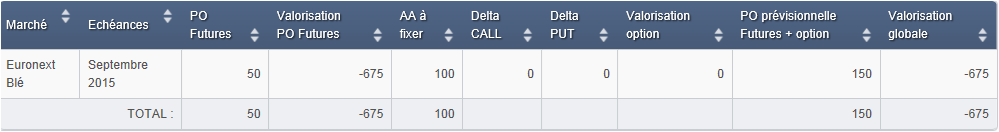 Marché Echéances PO Futures Valorisation PO Futures AA à fixer Delta CALL Delta PUT Valorisation option PO prévisionnelle Futures + option Valorisation globale
Euronext Blé Septembre 2015 50 -675 100 0 0 0 150 -675
TOTAL : 50 -675 100 150 -675